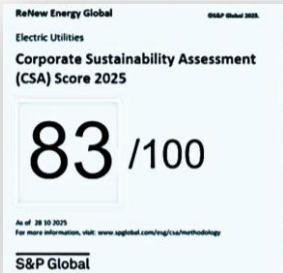 ReNew Energy Global
©S&P Global 2025.
Electric Utilities
Corporate Sustainability Assessment
(CSA) Score 2025
83 /100
As of 28 10 2025
For more information, visit: www.spglobal.com/esg/csa/methodology
S&P Global